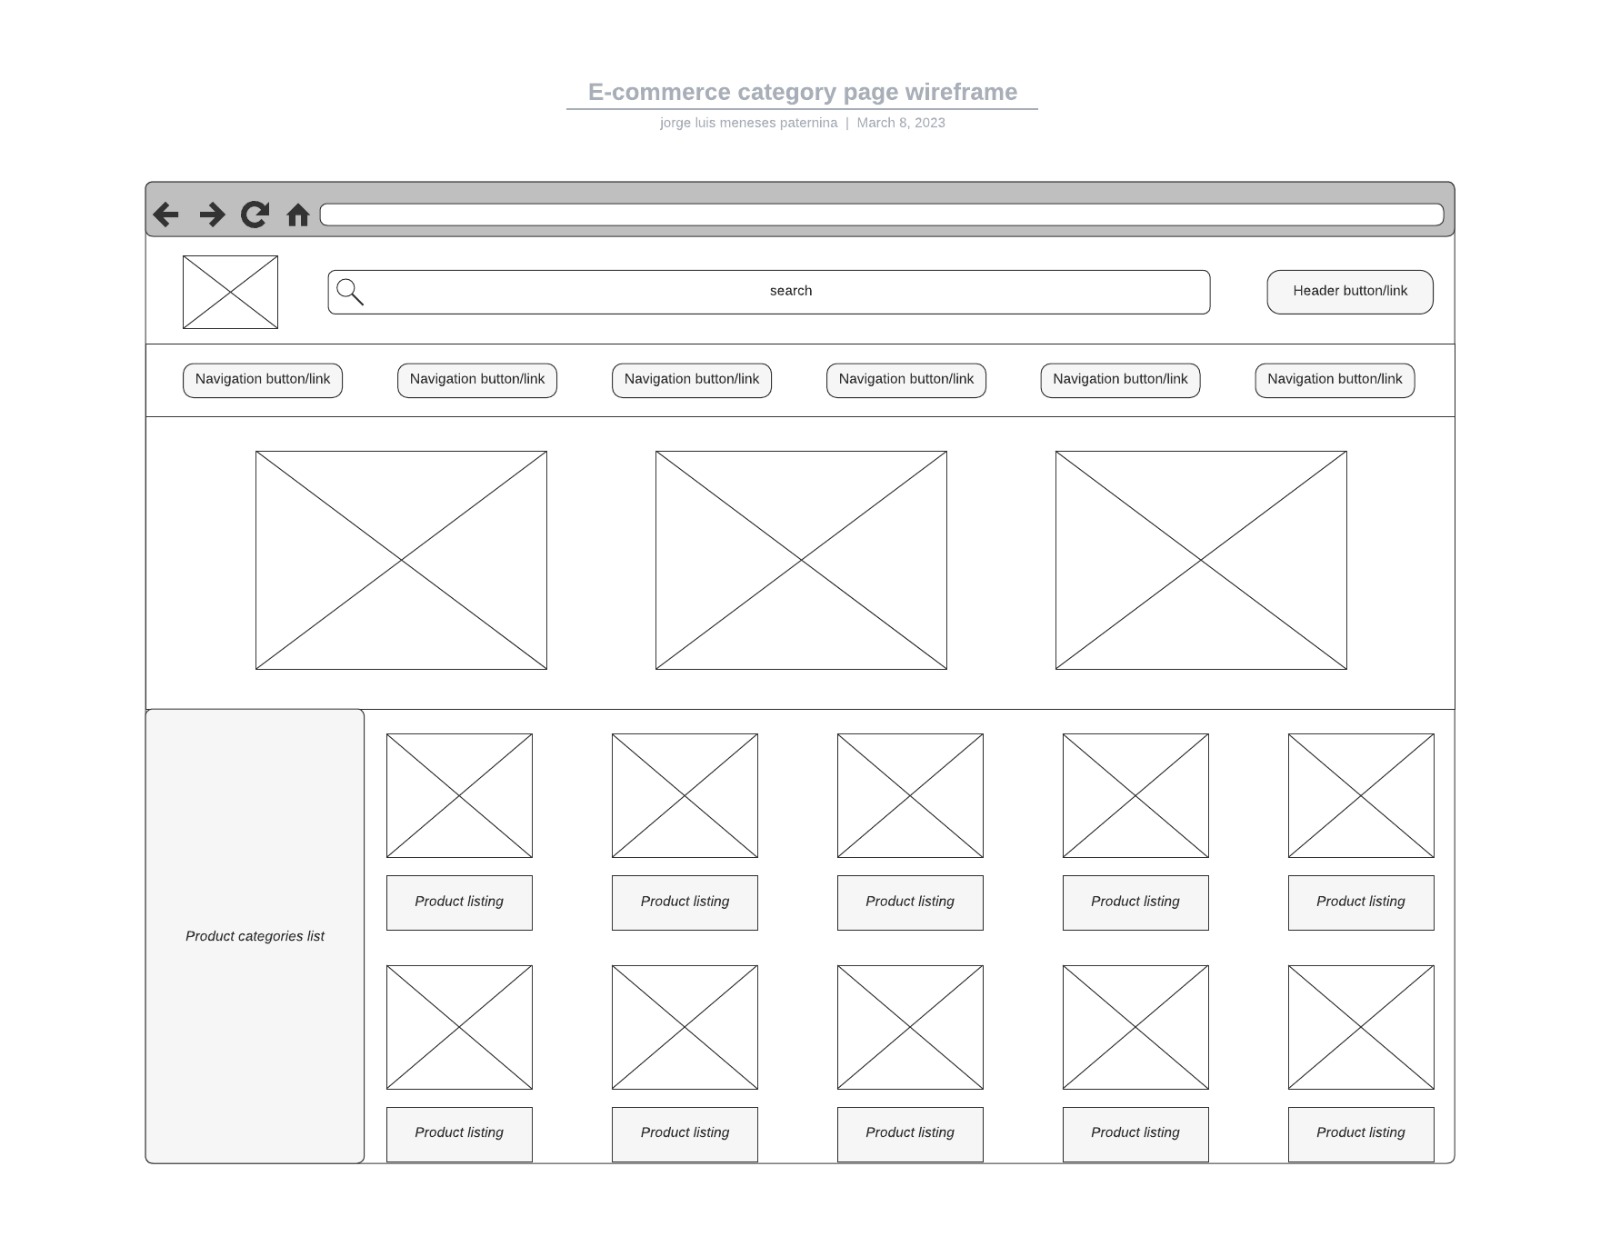 E-commerce category page wireframe
jorge luis meneses paternina | March 8, 2023
search
Header button/link
Navigation button/link Navigation button/link Navigation button/link Navigation button/link Navigation button/link Navigation button/link
Product categories list
Product listing Product listing Product listing Product listing Product listing
Product listing Product listing Product listing Product listing Product listing